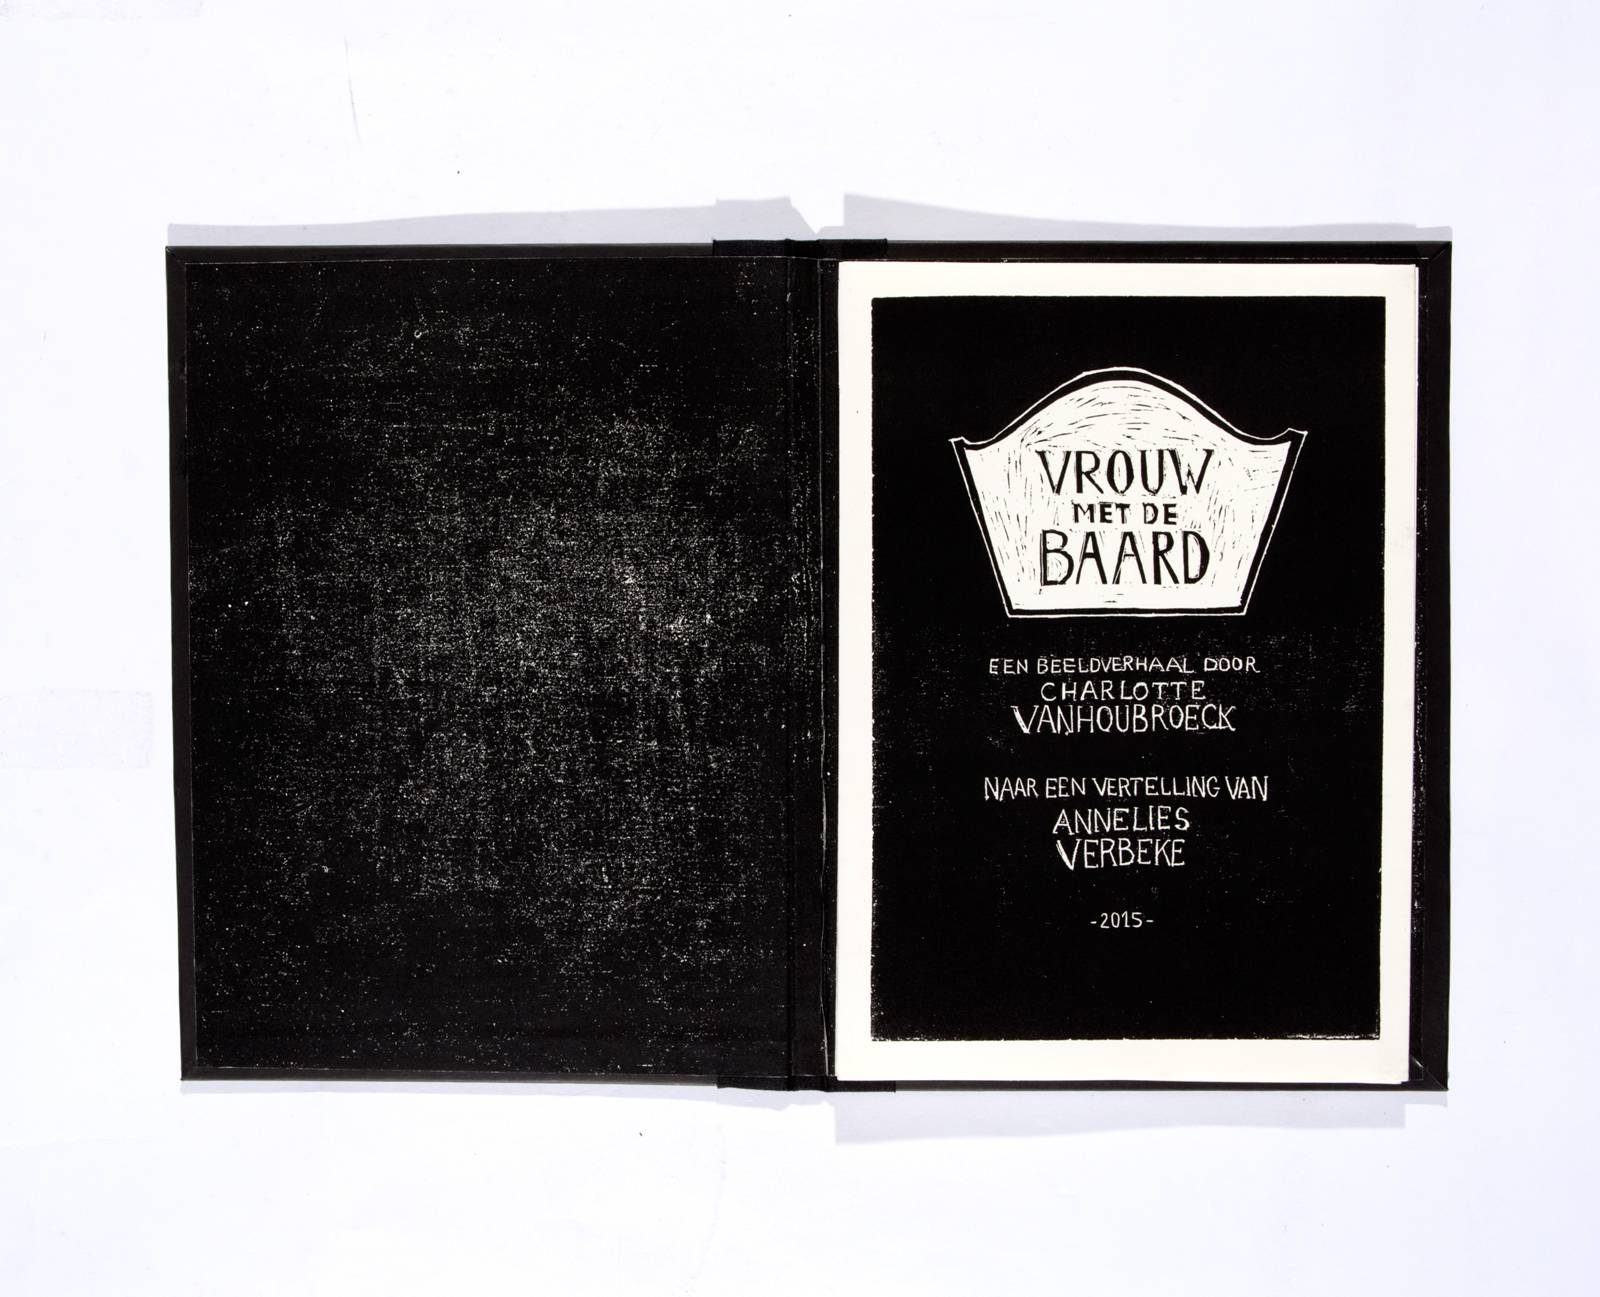 VROUW
MET DE
BAARD
EEN BEELDVERHAAL DOOR
CHARLOTTE
VANHOUBROECK
NAAR EEN VERTELLING VAN
ANNELIES
VERBEKE
-2015-